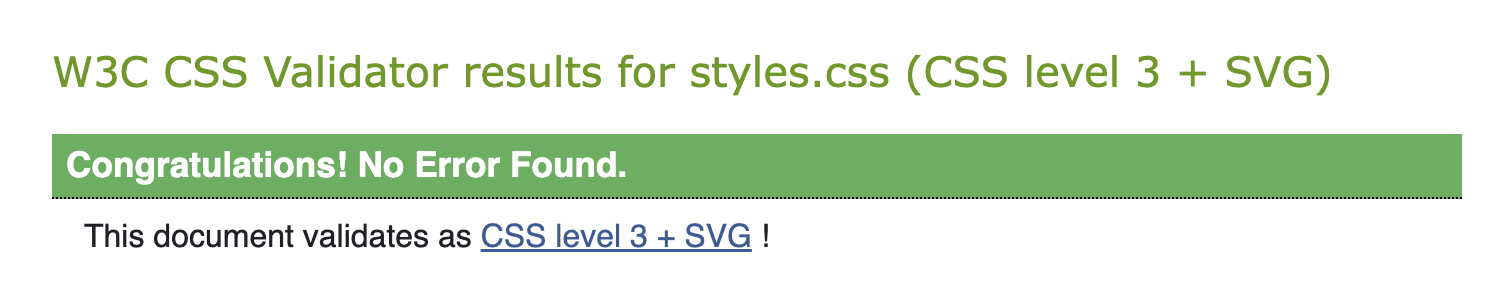 W3C CSS Validator results for styles.css (CSS level 3 + SVG)
Congratulations! No Error Found.
This document validates as CSS level 3 + SVG !